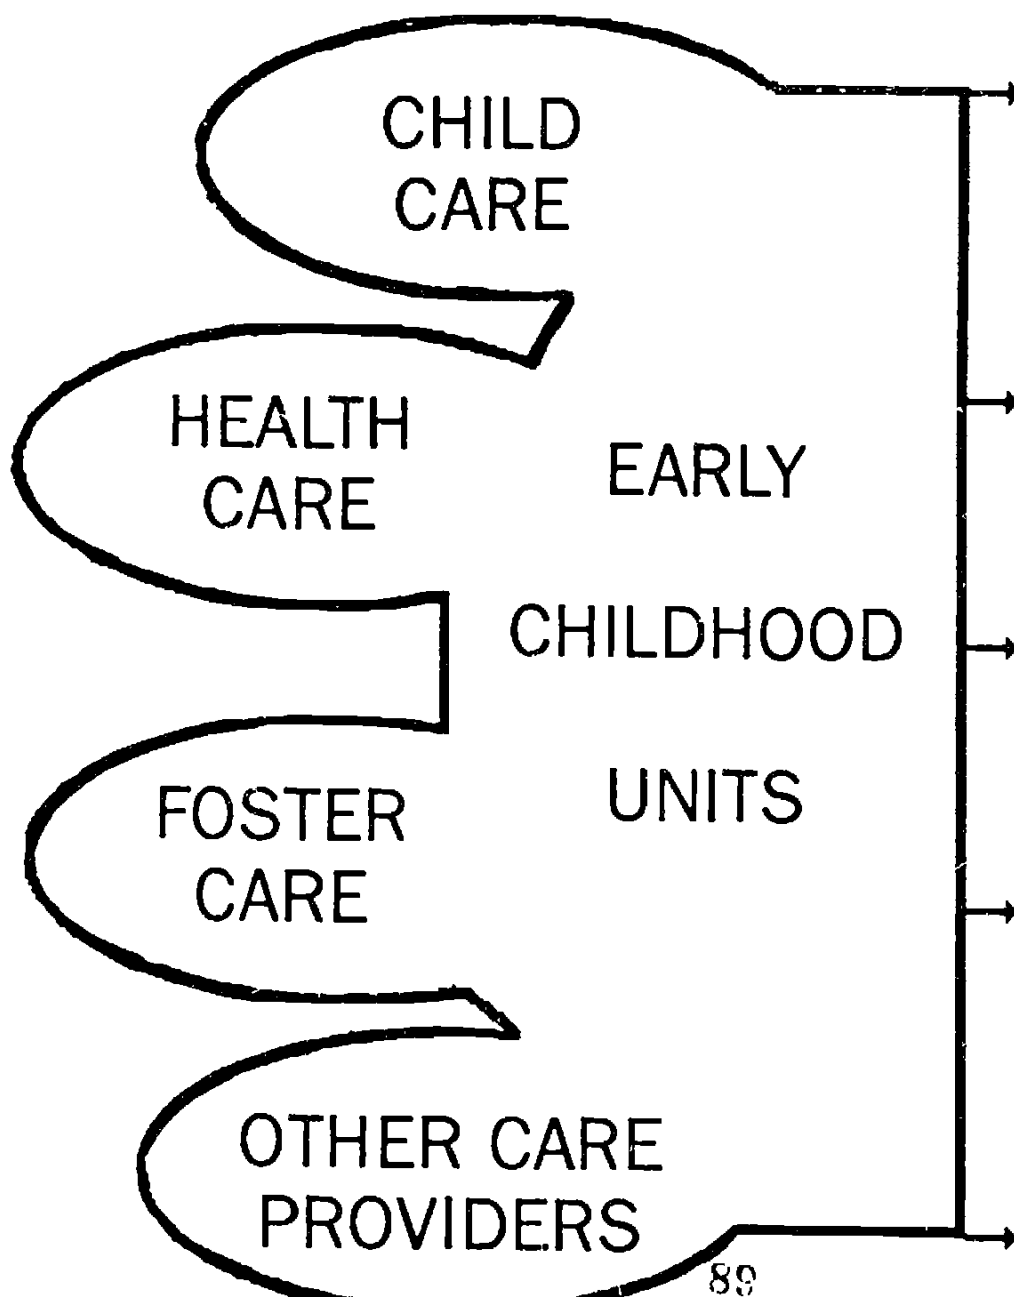 CHILD
CARE
HEALTH
CARE
EARLY
CHILDHOOD
UNITS
FOSTER
CARE
OTHER CARE
PROVIDERS
89